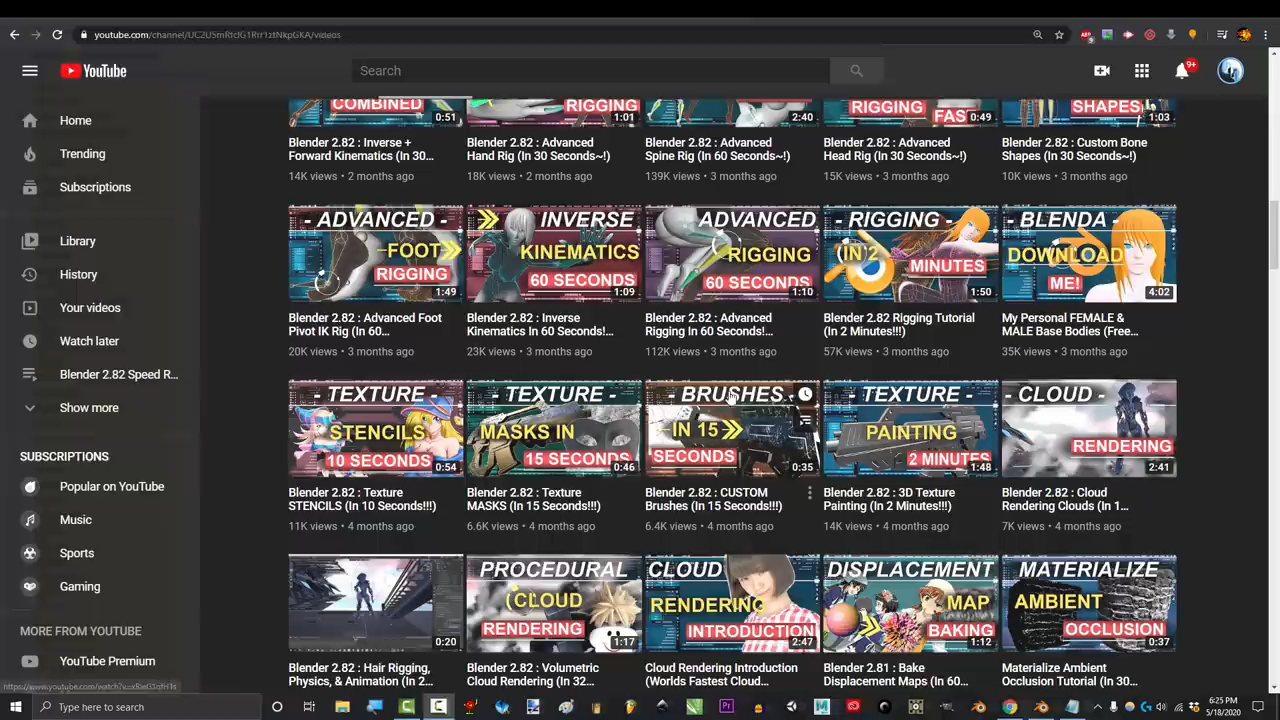 youtube.com/channel/
YouTube
Search
9+
Home
Trending
Subscriptions
Library
History
Your videos
Watch later
Blender 2.82 Speed R...
Show more
SUBSCRIPTIONS
Popular on YouTube
Music
Sports
Gaming
MORE FROM YOUTUBE
YouTube Premium
COMBINED
0:51
RIGGING
1:01
2:40
RIGGING
FAS
0:49
SHAPES
1:03
Blender 2.82 : Inverse +
Forward Kinematics (In 30...
14K views • 2 months ago
Blender 2.82 : Advanced
Hand Rig (In 30 Seconds~!)
18K views • 2 months ago
Blender 2.82 : Advanced
Spine Rig (In 60 Seconds~!)
139K views • 3 months ago
Blender 2.82 : Advanced
Head Rig (In 30 Seconds~!)
15K views • 3 months ago
Blender 2.82 : Custom Bone
Shapes (In 30 Seconds~!)
10K views • 3 months ago
- ADVANCED -
FOOT
RIGGING
1:49
INVERSE
KINEMATICS
60 SECONDS
1:09
ADVANCED
RIGGING
60 SECONDS
1:10
- RIGGING -
(IN 2
MINUTES
1:50
- BLENDA -
DOWNLOAD
ME!
4:02
Blender 2.82 : Advanced Foot
Pivot IK Rig (In 60...
20K views • 3 months ago
Blender 2.82 : Inverse
Kinematics In 60 Seconds!...
23K views • 3 months ago
Blender 2.82 : Advanced
Rigging In 60 Seconds!...
112K views • 3 months ago
Blender 2.82 Rigging Tutorial
(In 2 Minutes!!!)
57K views • 3 months ago
My Personal FEMALE &
MALE Base Bodies (Free...
35K views • 3 months ago
- TEXTURE -
STENCILS
10 SECONDS
0:54
- TEXTURE -
MASKS IN
15 SECONDS
0:46
- BRUSHES
IN 15
SECONDS
0:35
- TEXTURE -
PAINTING
2 MINUTES
1:48
- CLOUD -
RENDERING
2:41
Blender 2.82 : Texture
STENCILS (In 10 Seconds!!!)
11K views • 4 months ago
Blender 2.82 : Texture
MASKS (In 15 Seconds!!!)
6.6K views • 4 months ago
Blender 2.82 : CUSTOM
Brushes (In 15 Seconds!!!)
6.4K views • 4 months ago
Blender 2.82 : 3D Texture
Painting (In 2 Minutes!!!)
14K views • 4 months ago
Blender 2.82 : Cloud
Rendering Clouds (In 1...
7K views • 4 months ago
0:20
PROCEDURAL
(CLOUD
RENDERING
1:17
CLOUD
RENDERING
INTRODUCTION
2:47
DISPLACEMENT
MAP
BAKING
1:12
MATERIALIZE
AMBIENT
OCCLUSION
0:37
Blender 2.82 : Hair Rigging,
Physics, & Animation (In 2...
Blender 2.82 : Volumetric
Cloud Rendering (In 32...
Cloud Rendering Introduction
(Worlds Fastest Cloud...
Blender 2.81 : Bake
Displacement Maps (In 60...
Materialize Ambient
Occlusion Tutorial (In 30...
Type here to search
6:25 PM
5/18/2020